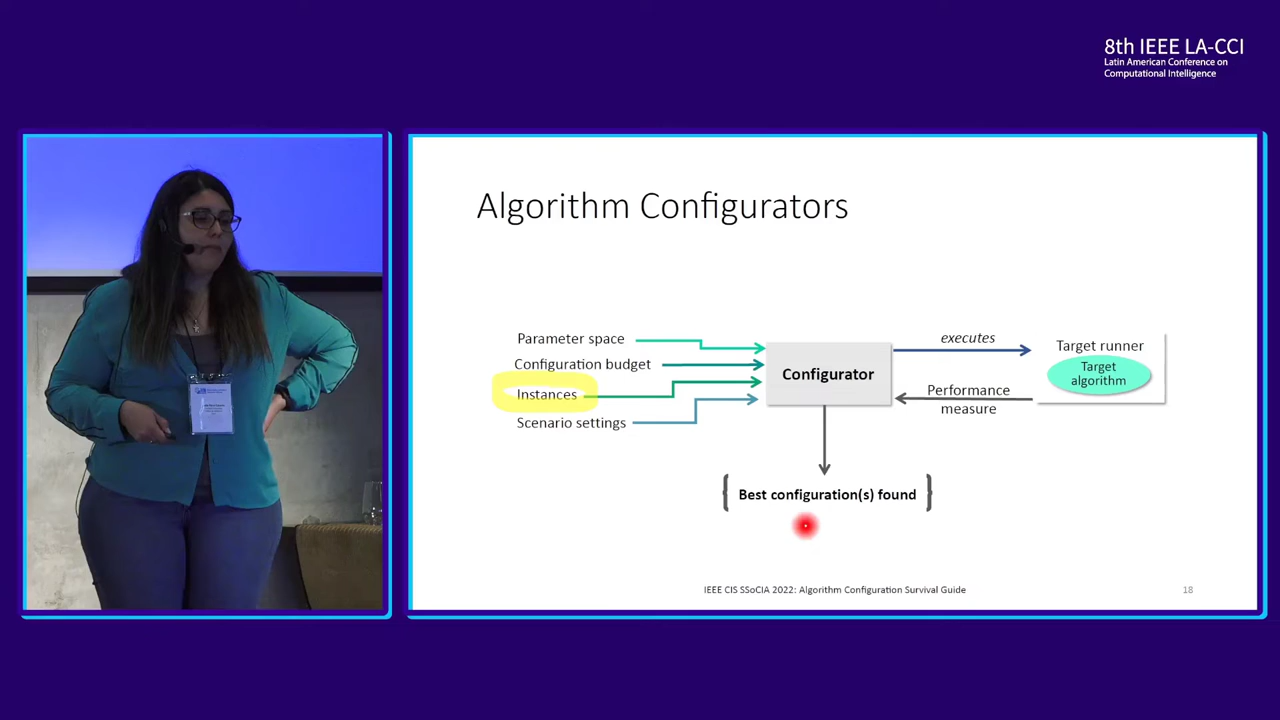 8th IEEE LA-CCI
Latin American Conference on
Computational Intelligence
Algorithm Configurators
Parameter space
Configuration budget
Instances
Scenario settings
Configurator
executes
Target runner
Target
algorithm
Performance
measure
Best configuration(s) found
IEEE CIS SSoCIA 2022: Algorithm Configuration Survival Guide
18